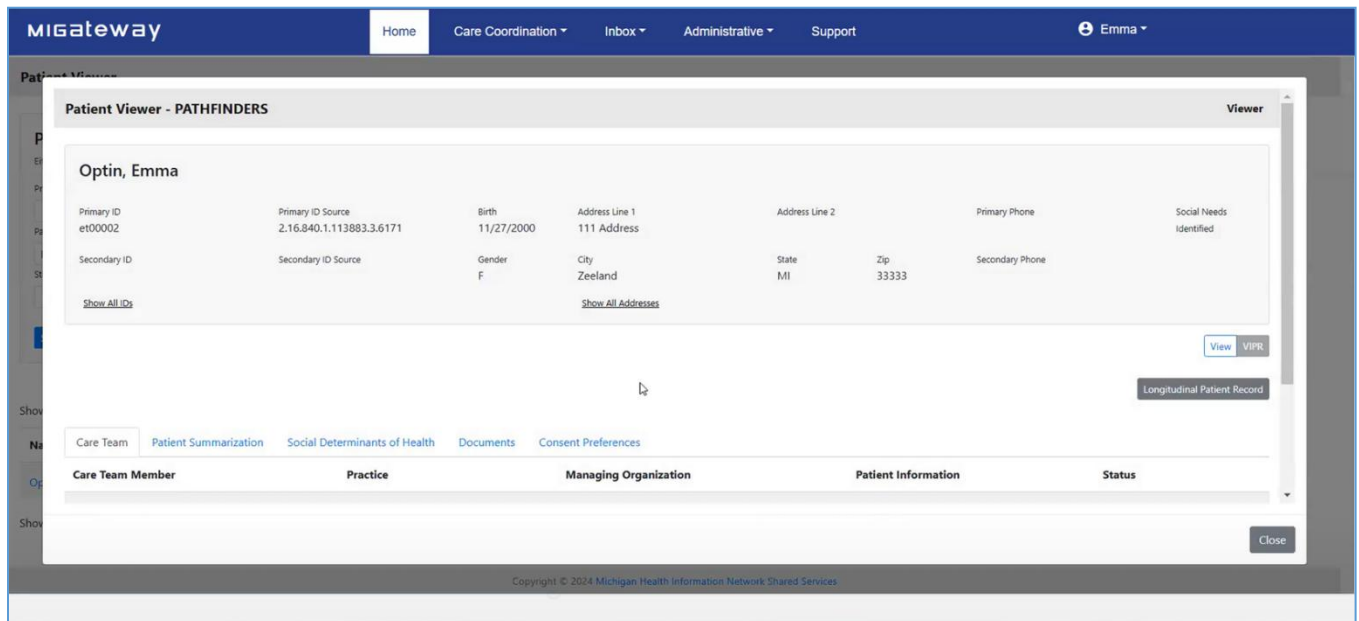 MIGateway Home Care Coordination Inbox Administrative Support Emma
Patient Viewer - PATHFINDERS Viewer
Optin, Emma
Primary ID Primary ID Source Birth Address Line 1 Address Line 2 Primary Phone Social Needs
et00002 2.16.840.1.113883.3.6171 11/27/2000 111 Address Identified
Secondary ID Secondary ID Source Gender City State Zip Secondary Phone
F Zeeland MI 33333
Show All IDs Show All Addresses
View VIPR
Longitudinal Patient Record
Care Team Patient Summarization Social Determinants of Health Documents Consent Preferences
Care Team Member Practice Managing Organization Patient Information Status
Close
Copyright © 2024 Michigan Health Information Network Shared Services